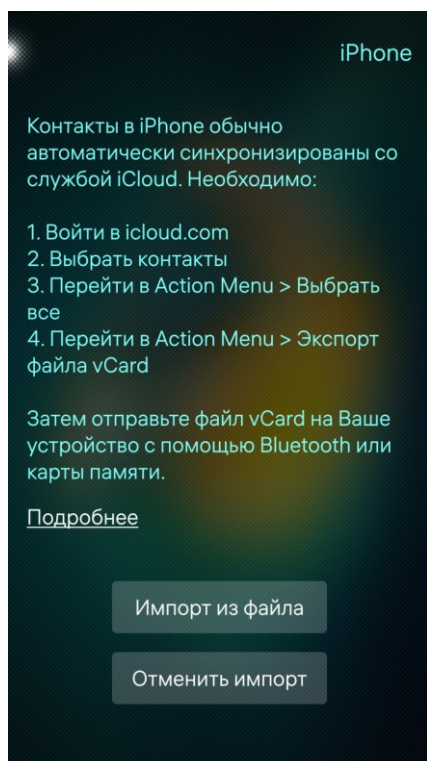 iPhone
Контакты в iPhone обычно
автоматически синхронизированы со
службой iCloud. Необходимо:
1. Войти в icloud.com
2. Выбрать контакты
3. Перейти в Action Menu > Выбрать
все
4. Перейти в Action Menu > Экспорт
файла vCard
Затем отправьте файл vCard на Ваше
устройство с помощью Bluetooth или
карты памяти.
Подробнее
Импорт из файла
Отменить импорт